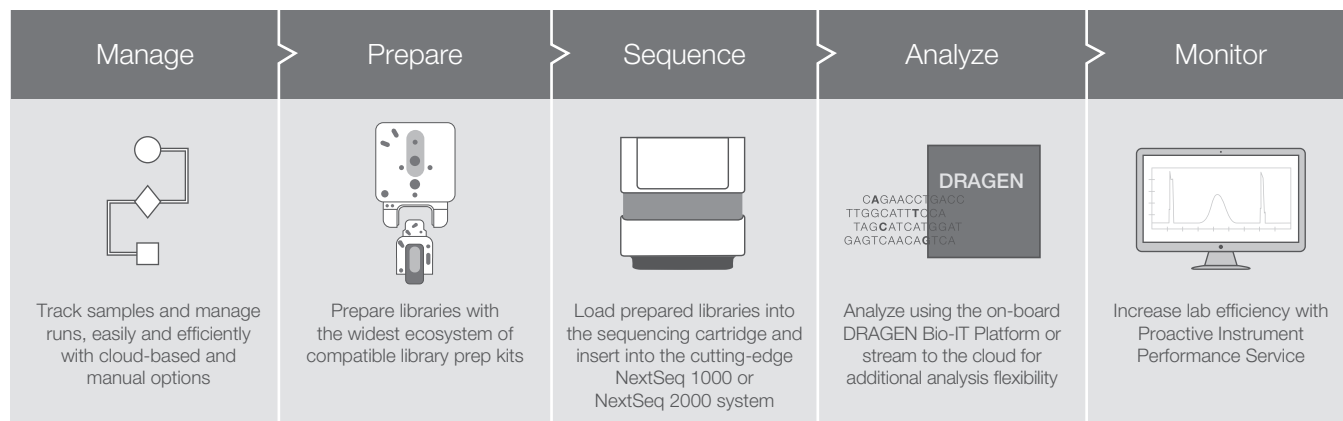 Manage
Prepare
Sequence
Analyze
Monitor
DRAGEN
CAGAACCTGACC
TTGGCATTTCCA
TAGCATCATGGAT
GAGTCAACAGTCA
Track samples and manage
runs, easily and efficiently
with cloud-based and
manual options
Prepare libraries with
the widest ecosystem of
compatible library prep kits
Load prepared libraries into
the sequencing cartridge and
insert into the cutting-edge
NextSeq 1000 or
NextSeq 2000 system
Analyze using the on-board
DRAGEN Bio-IT Platform or
stream to the cloud for
additional analysis flexibility
Increase lab efficiency with
Proactive Instrument
Performance Service